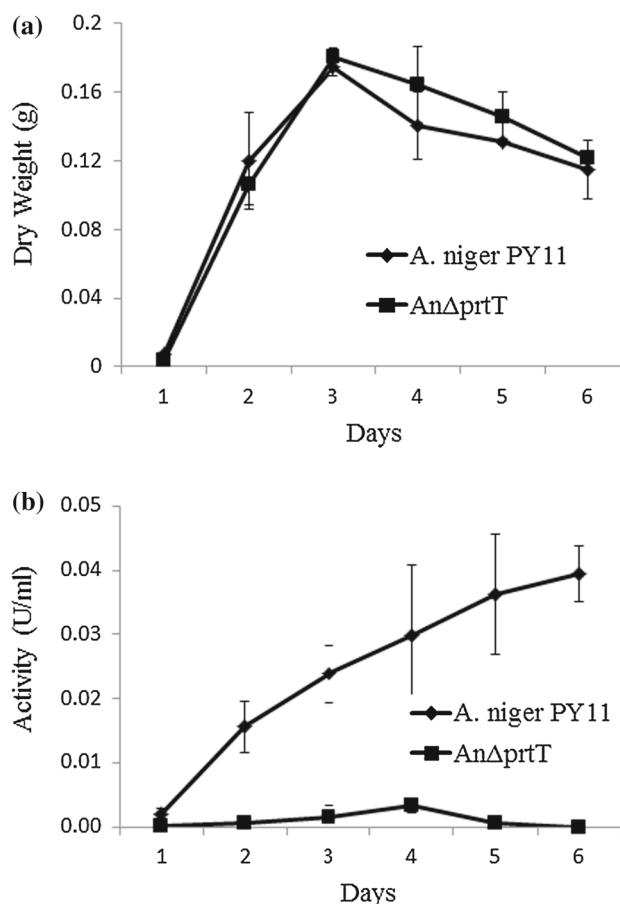 (a)
Dry Weight (g)
0.2
0.16
0.12
0.08
0.04
0
A. niger PY11
AnΔprtT
1 2 3 4 5 6
Days
(b)
Activity (U/ml)
0.05
0.04
0.03
0.02
0.01
0.00
A. niger PY11
AnΔprtT
1 2 3 4 5 6
Days